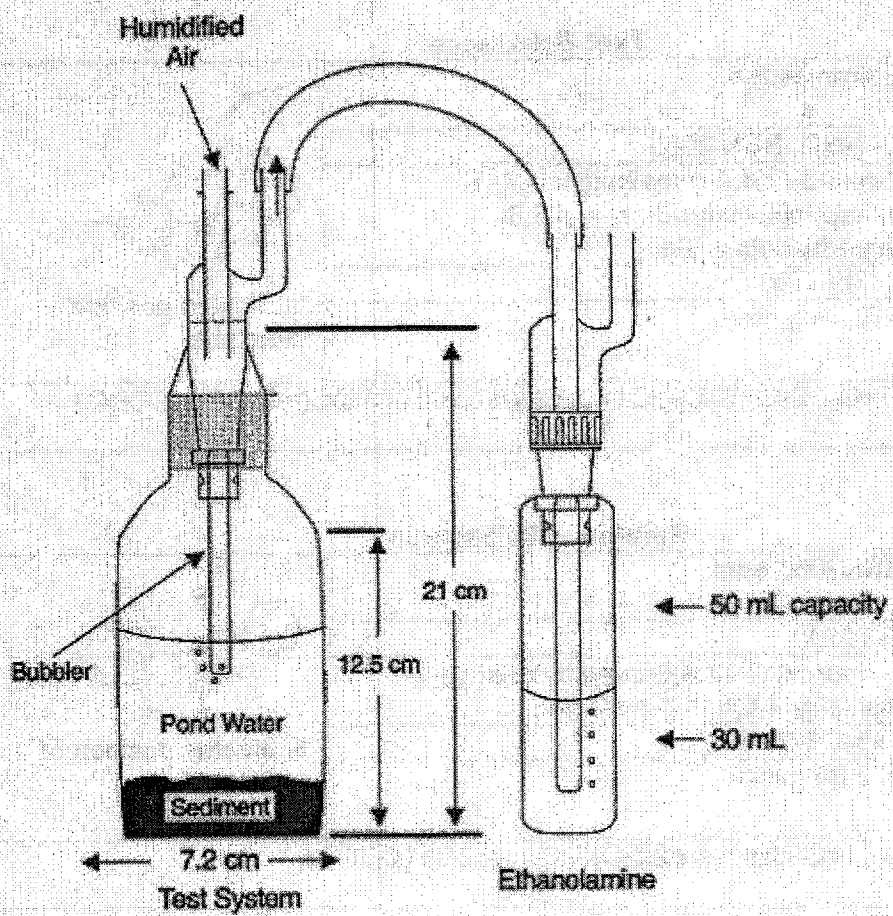 Humidified
Air
21 cm
50 mL capacity
12.5 cm
Bubbler
Pond Water
30 mL
Sediment
7.2 cm
Test System
Ethanolamine